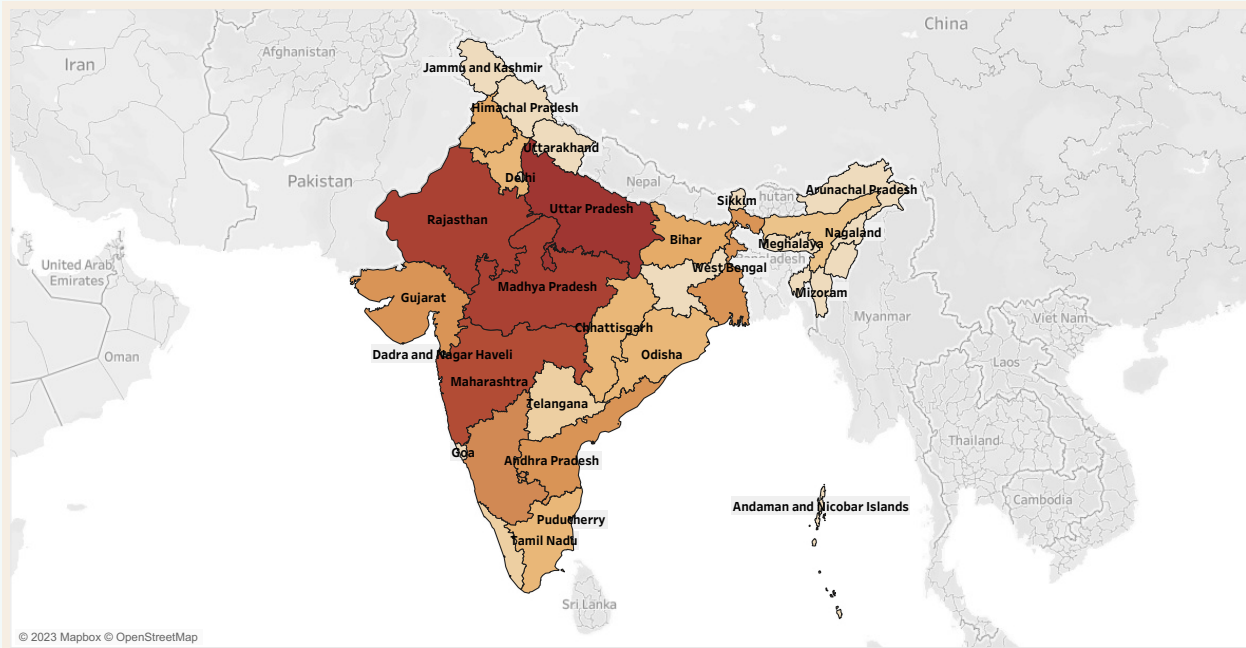 China
Afghanistan
Iran
Jammu and Kashmir
Himachal Pradesh
Uttarakhand
Pakistan
Delhi
Nepal
Arunachal Pradesh
Sikkim
hutan
Uttar Pradesh
Rajasthan
Nagaland
Bihar
Meghalaya
angladesh
United Arab
Emirates
West Bengal
Madhya Pradesh
Mizoram
Gujarat
Myanmar
Viet Nam
Chhattisgarh
Dadra and Nagar Haveli
Odisha
Oman
Laos
Maharashtra
Telangana
Thailand
Goa
Andhra Pradesh
Cambodia
Andaman and Nicobar Islands
Puducherry
Tamil Nadu
Sri Lanka
© 2023 Mapbox © OpenStreetMap